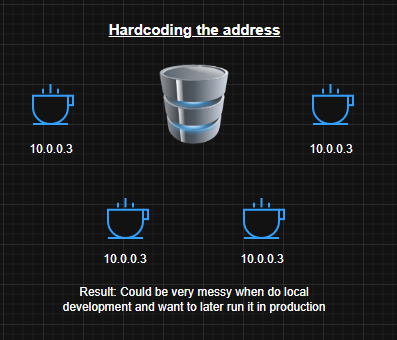 Hardcoding the address
10.0.0.3
10.0.0.3
10.0.0.3
10.0.0.3
Result: Could be very messy when do local
development and want to later run it in production